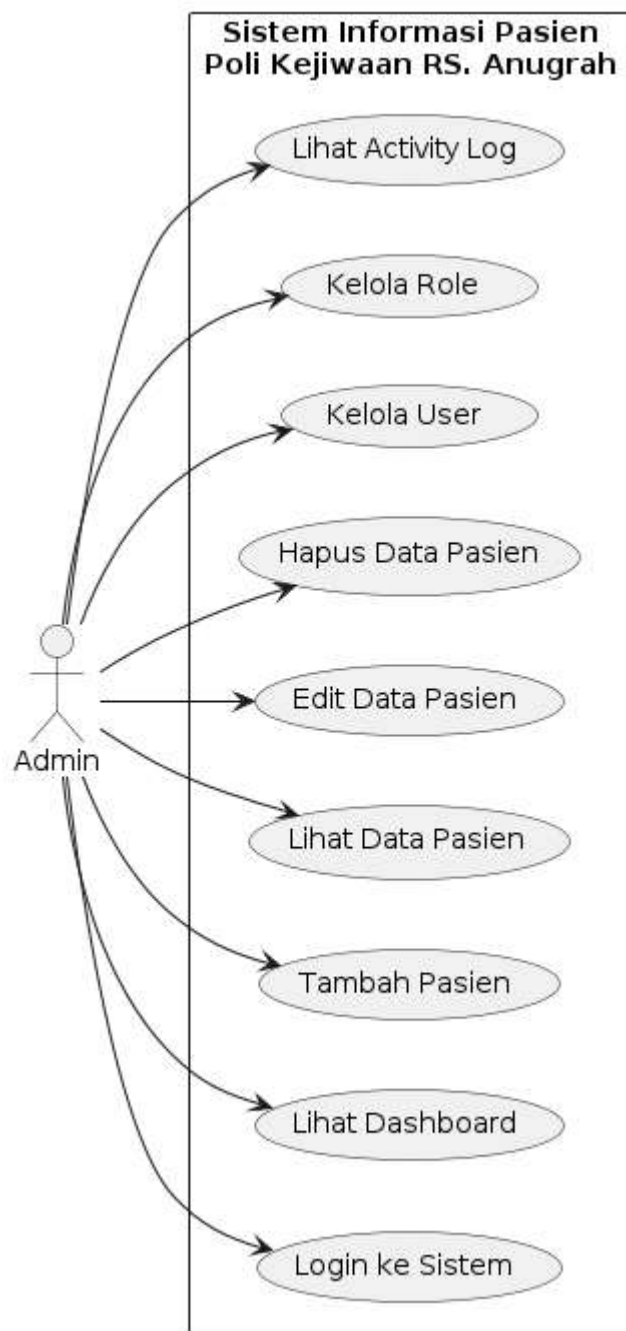 Sistem Informasi Pasien
Poli Kejiwaan RS. Anugrah
Lihat Activity Log
Kelola Role
Kelola User
Hapus Data Pasien
Edit Data Pasien
Admin
Lihat Data Pasien
Tambah Pasien
Lihat Dashboard
Login ke Sistem